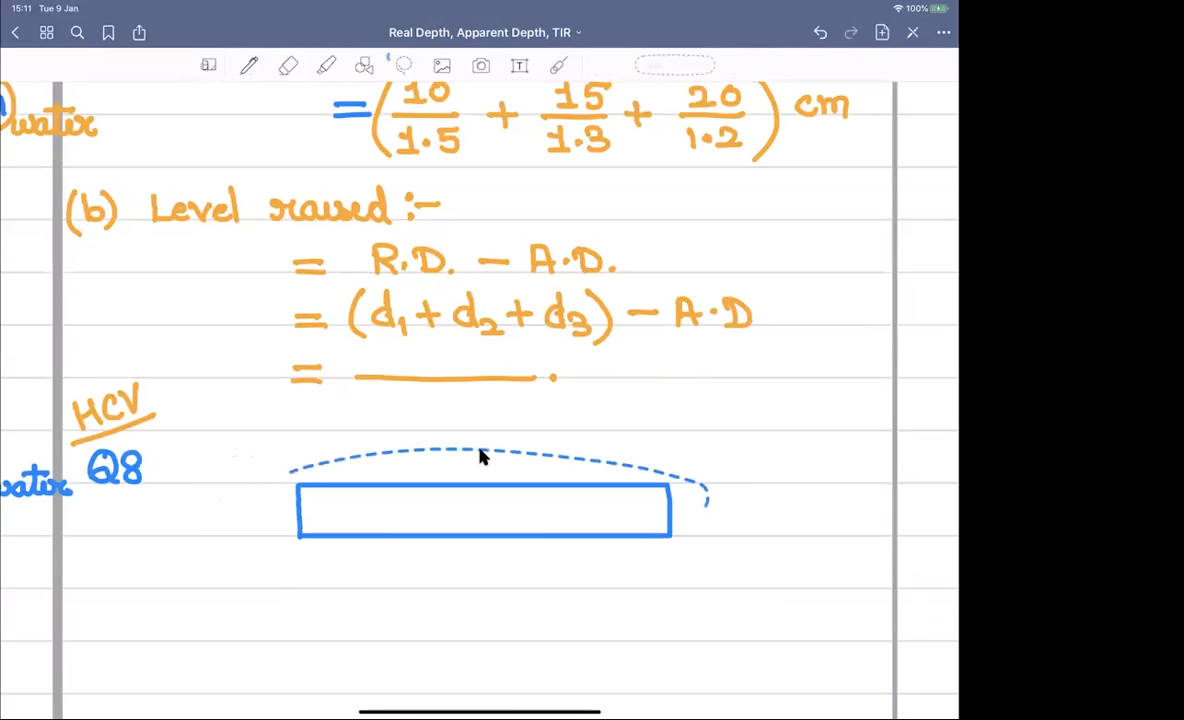 15:11 Tue 9 Jan
100%
Real Depth, Apparent Depth, TIR
water
= (10/1.5 + 15/1.3 + 20/1.2) cm
(b) Level raised :-
= R.D. - A.D.
= (d₁ + d₂ + d₃) - A.D
= ______ .
HCV
Q8
water